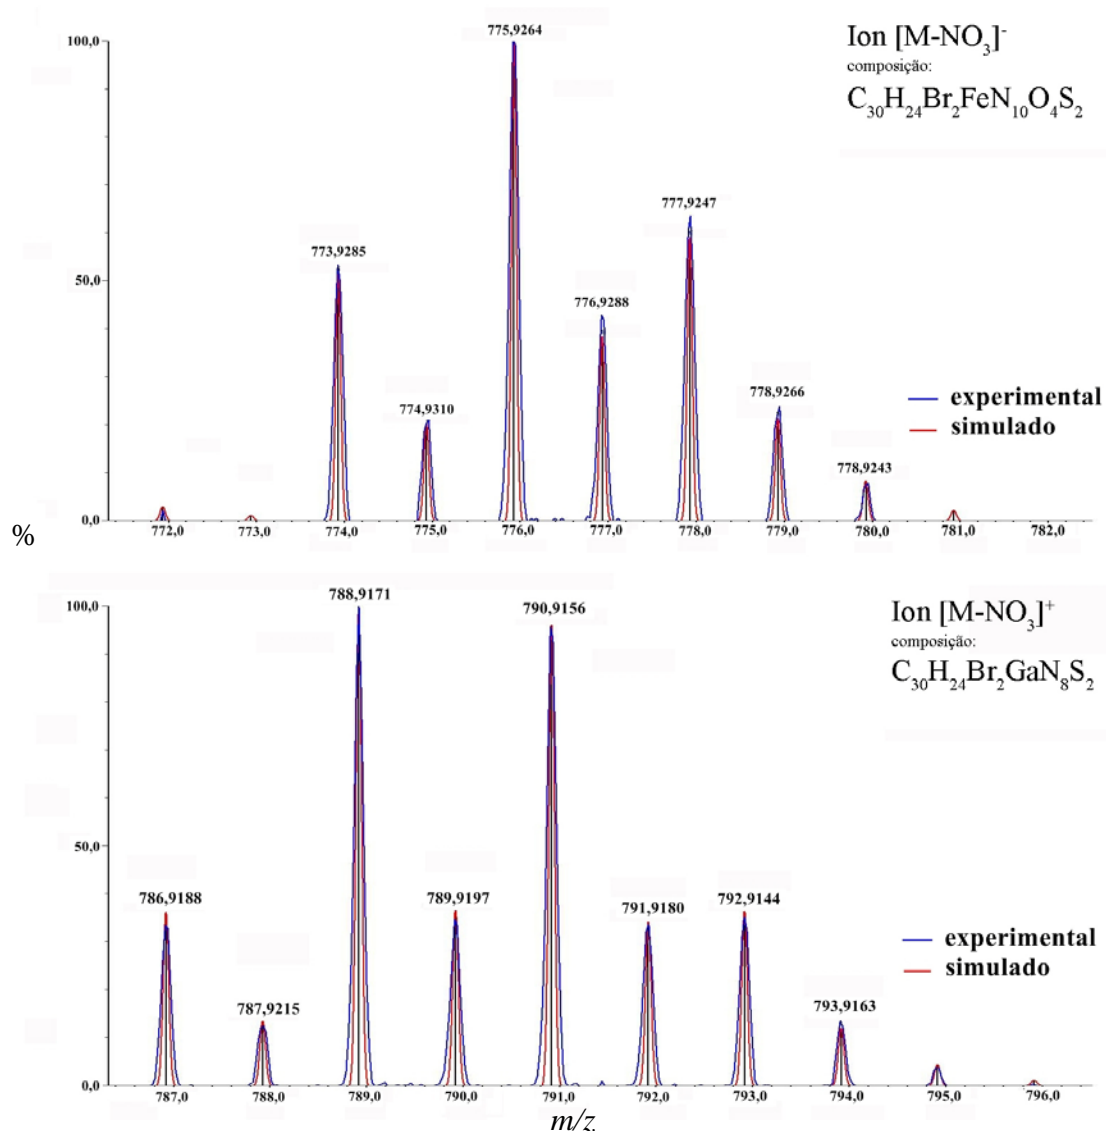 775,9264
Ion [M-NO₃]⁻
composição:
C₃₀H₂₄Br₂FeN₁₀O₄S₂
100,0
777,9247
773,9285
776,9288
50,0
778,9266
774,9310
experimental
simulado
778,9243
0,0
%
772,0 773,0 774,0 775,0 776,0 777,0 778,0 779,0 780,0 781,0 782,0
788,9171
790,9156
Ion [M-NO₃]⁺
composição:
C₃₀H₂₄Br₂GaN₈S₂
100,0
50,0
786,9188
789,9197
791,9180
792,9144
experimental
simulado
787,9215
793,9163
0,0
787,0 788,0 789,0 790,0 791,0 792,0 793,0 794,0 795,0 796,0
m/z